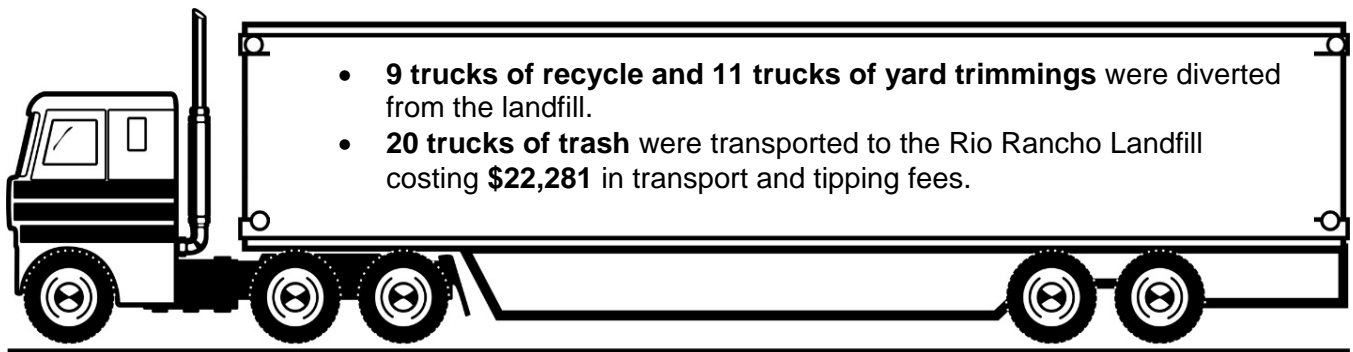 • 9 trucks of recycle and 11 trucks of yard trimmings were diverted
from the landfill.
• 20 trucks of trash were transported to the Rio Rancho Landfill
costing $22,281 in transport and tipping fees.